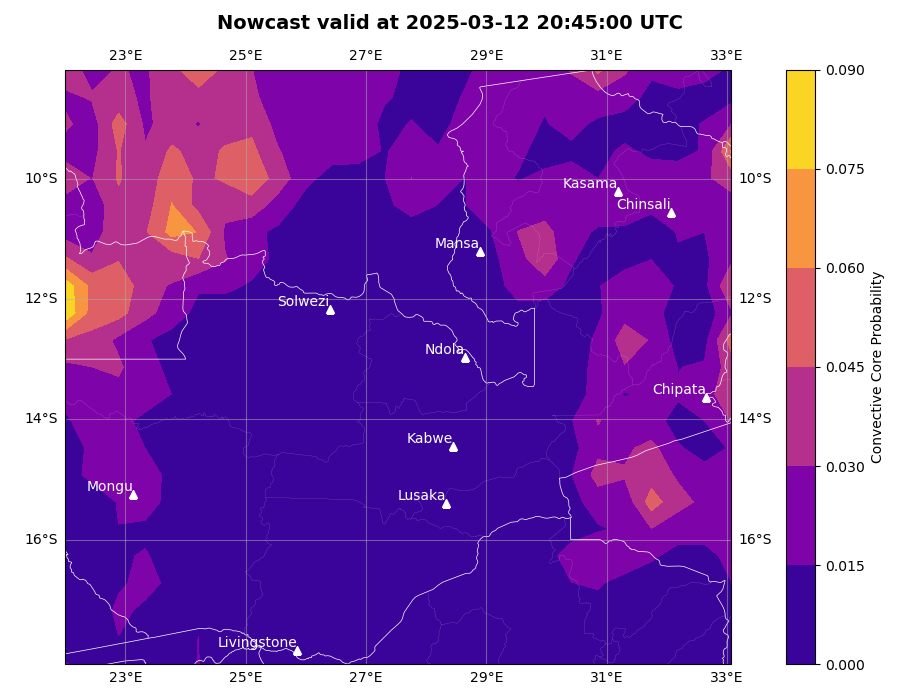 Nowcast valid at 2025-03-12 20:45:00 UTC
23°E 25°E 27°E 29°E 31°E 33°E
0.090
0.075
10°S 10°S
Kasama
Chinsali
Mansa
0.060
12°S 12°S
Solwezi
Ndola
0.045
Chipata
14°S 14°S
Kabwe
0.030
Mongu
Lusaka
16°S 16°S
0.015
Livingstone
0.000
23°E 25°E 27°E 29°E 31°E 33°E
Convective Core Probability